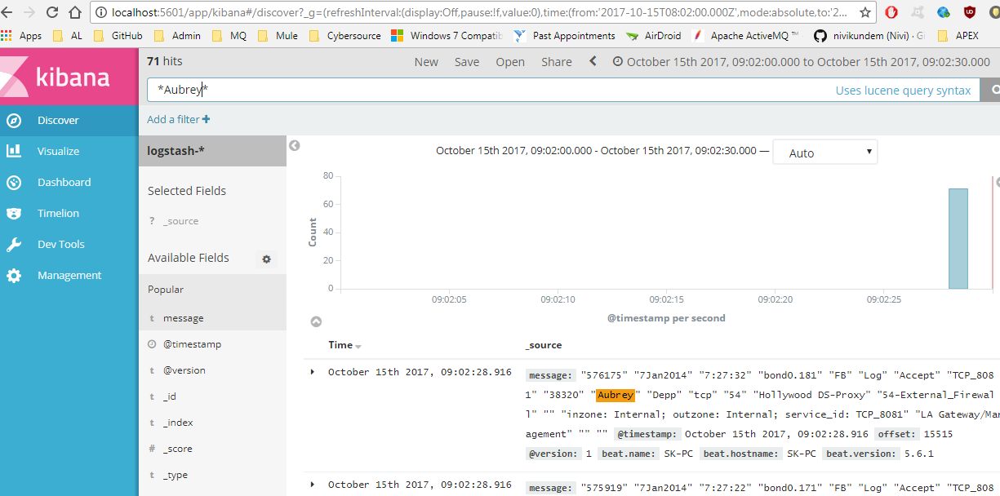 localhost:5601/app/kibana#/discover?_g=(refreshInterval:(display:Off,pause:!f,value:0),time:(from:'2017-10-15T08:02:00.000Z',mode:absolute,to:'2...
Apps AL GitHub Admin MQ Mule Cybersource Windows 7 Compatib Past Appointments AirDroid Apache ActiveMQ ™ nivikundem (Nivi) · Gi APEX
kibana
71 hits New Save Open Share October 15th 2017, 09:02:00.000 to October 15th 2017, 09:02:30.000
*Aubrey* Uses lucene query syntax
Add a filter +
Discover
Visualize
Dashboard
Timelion
Dev Tools
Management
logstash-*
Selected Fields
? _source
Available Fields
Popular
t message
@timestamp
t @version
t _id
t _index
# _score
t _type
October 15th 2017, 09:02:00.000 - October 15th 2017, 09:02:30.000 — Auto
80
60
40
20
0
Count
09:02:05 09:02:10 09:02:15 09:02:20 09:02:25
@timestamp per second
Time _source
October 15th 2017, 09:02:28.916 message: "576175" "7Jan2014" "7:27:32" "bond0.181" "FB" "Log" "Accept" "TCP_808
1" "38320" "Aubrey" "Depp" "tcp" "54" "Hollywood DS-Proxy" "54-External_Firewal
l" "" "inzone: Internal; outzone: Internal; service_id: TCP_8081" "LA Gateway/Man
agement" "" "" @timestamp: October 15th 2017, 09:02:28.916 offset: 15515
@version: 1 beat.name: SK-PC beat.hostname: SK-PC beat.version: 5.6.1
October 15th 2017, 09:02:28.916 message: "575919" "7Jan2014" "7:27:22" "bond0.171" "FB" "Log" "Accept" "TCP_808